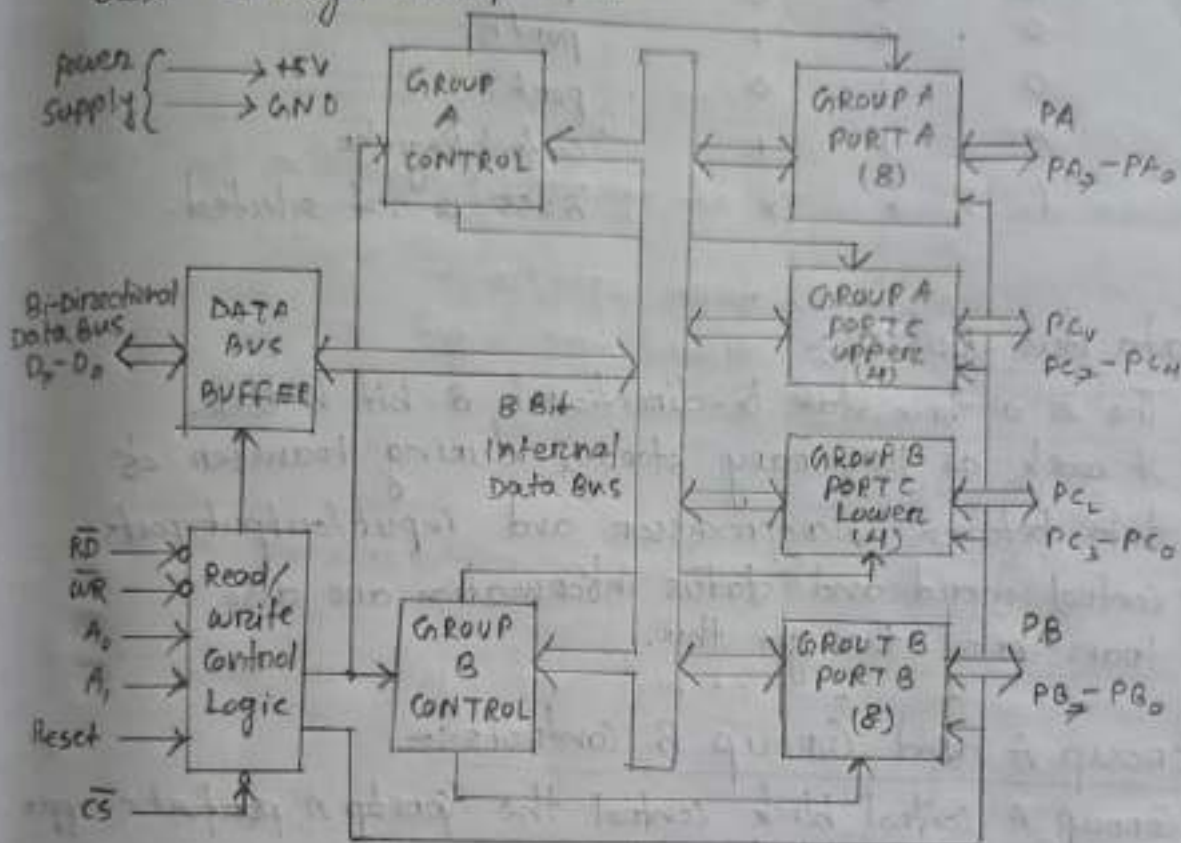 power
supply
+5V
GND
GROUP
A
CONTROL
GROUP A
PORT A
(8)
PA
PA7-PA0
Bi-Directional
Data Bus
D7-D0
DATA
BUS
BUFFER
8 Bit
Internal
Data Bus
GROUP A
PORT C
UPPER
(4)
PCU
PC7-PC4
GROUP B
PORT C
Lower
(4)
PCL
PC3-PC0
RD
WR
A0
A1
Reset
CS
Read/
write
Control
Logic
GROUP
B
CONTROL
GROUT B
PORT B
(8)
PB
PB7-PB0